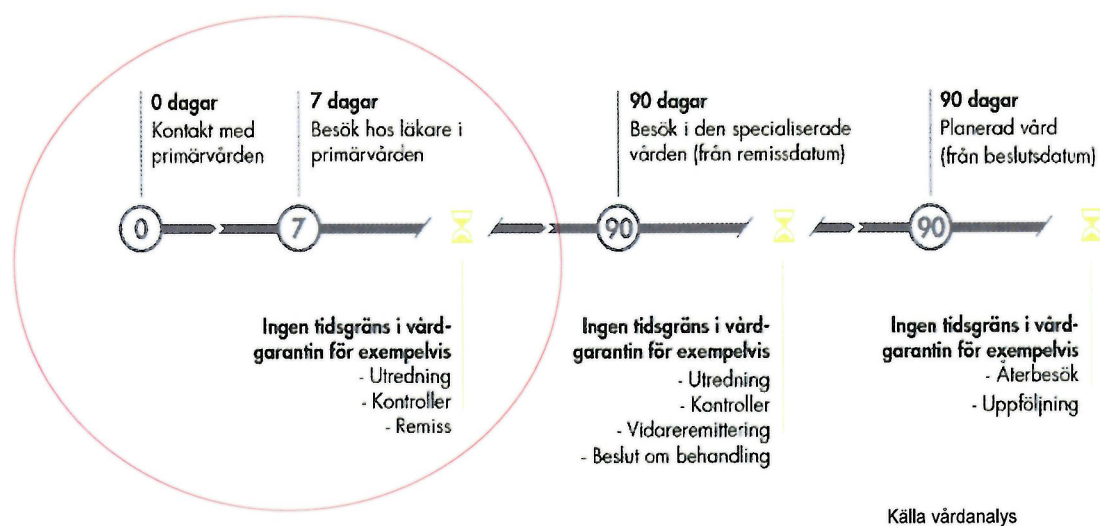 0 dagar
Kontakt med
primärvården
7 dagar
Besök hos läkare i
primärvården
90 dagar
Besök i den specialiserade
vården (från remissdatum)
90 dagar
Planerad vård
(från beslutsdatum)
0
7
90
90
Ingen tidsgräns i vård-
garantin för exempelvis
- Utredning
- Kontroller
- Remiss
Ingen tidsgräns i vård-
garantin för exempelvis
- Utredning
- Kontroller
- Vidareremittering
- Beslut om behandling
Ingen tidsgräns i vård-
garantin för exempelvis
- Återbesök
- Uppföljning
Källa vårdanalys